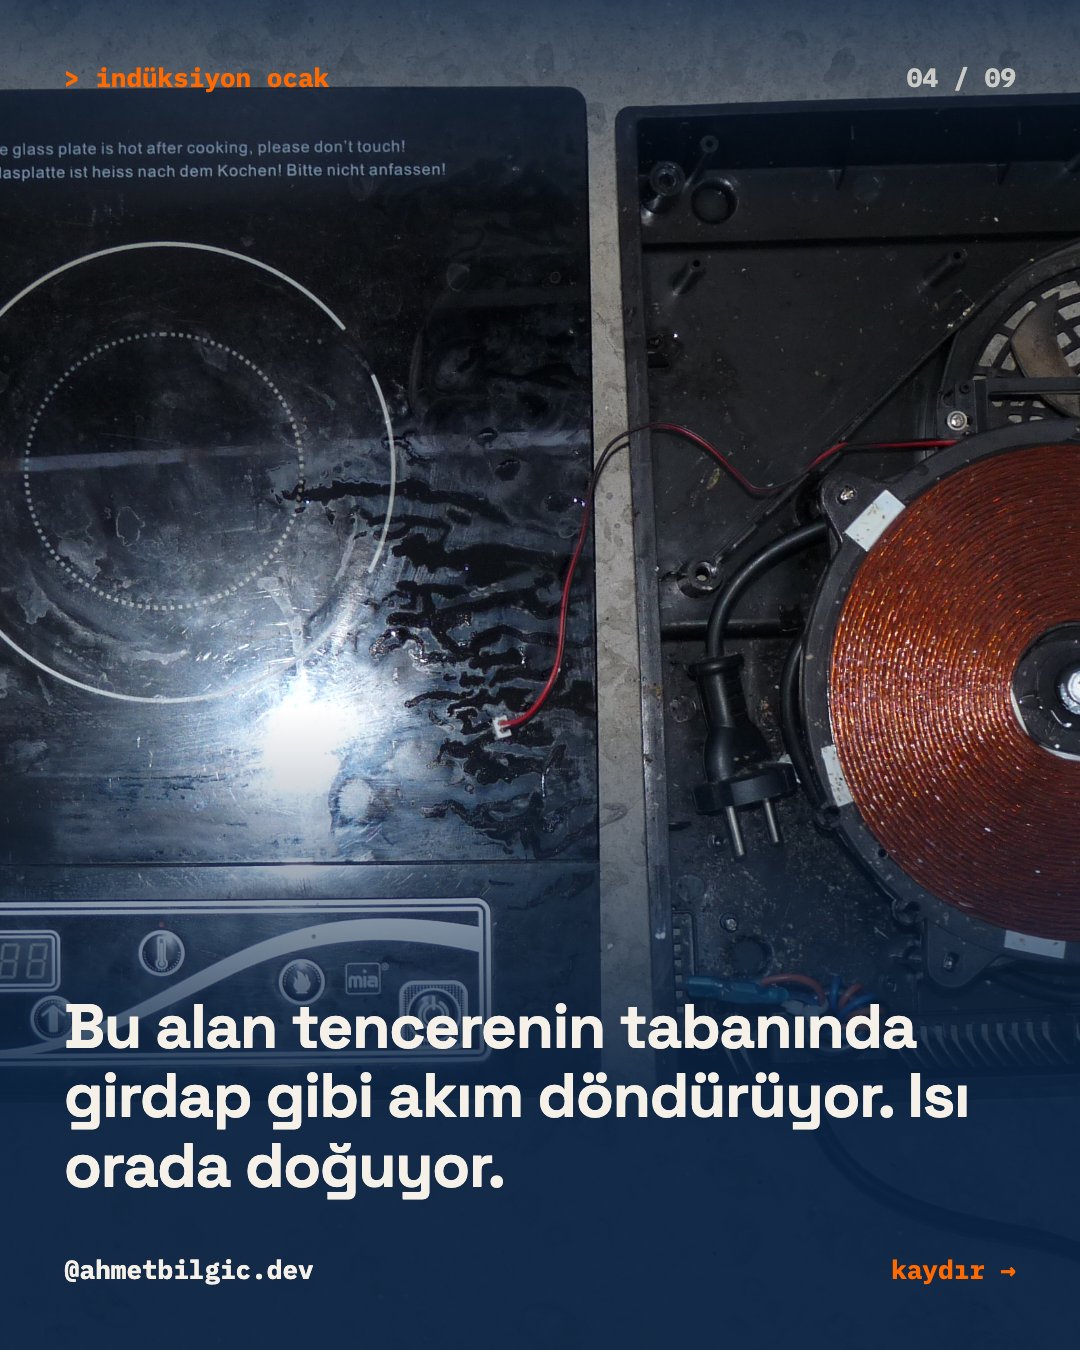 > indüksiyon ocak
04 / 09
e glass plate is hot after cooking, please don't touch!
lasplatte ist heiss nach dem Kochen! Bitte nicht anfassen!
mia
Bu alan tencerenin tabanında
girdap gibi akım döndürüyor. Isı
orada doğuyor.
@ahmetbilgic.dev
kaydır →